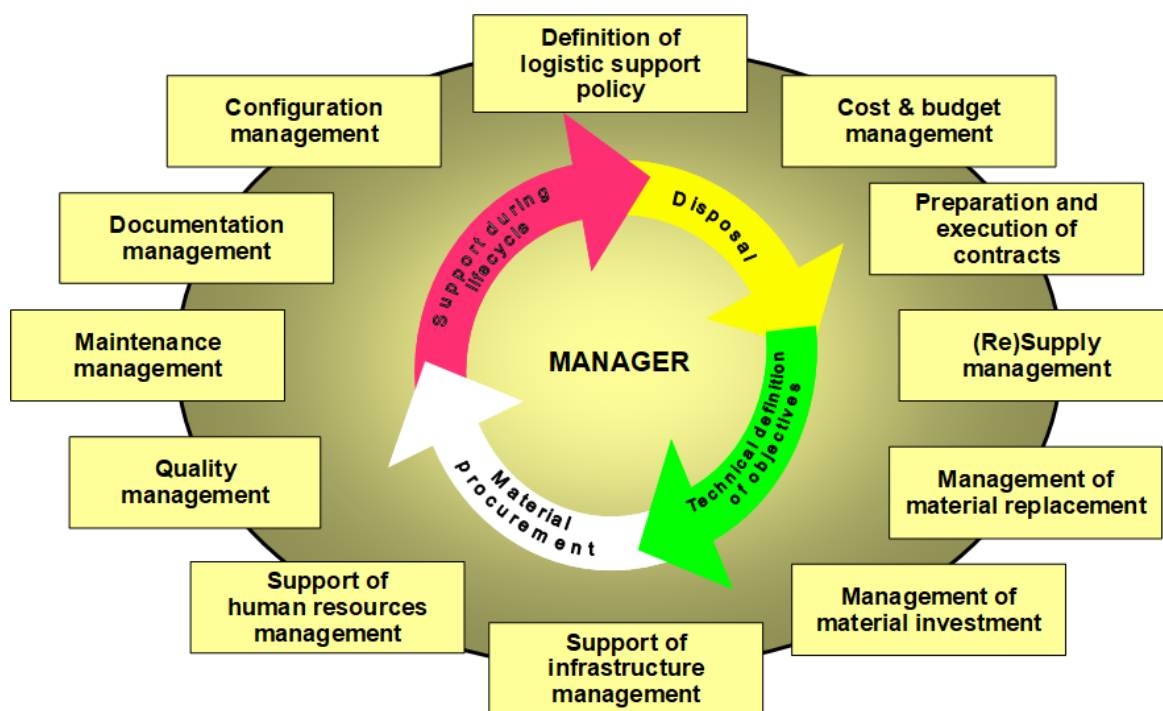 Definition of
logistic support
policy
Configuration
management
Cost & budget
management
Documentation
management
Preparation and
execution of
contracts
Support during
lifecycle
Disposal
Maintenance
management
MANAGER
(Re)Supply
management
Technical definition
of objectives
Material
procurement
Quality
management
Management of
material replacement
Support of
human resources
management
Management of
material investment
Support of
infrastructure
management